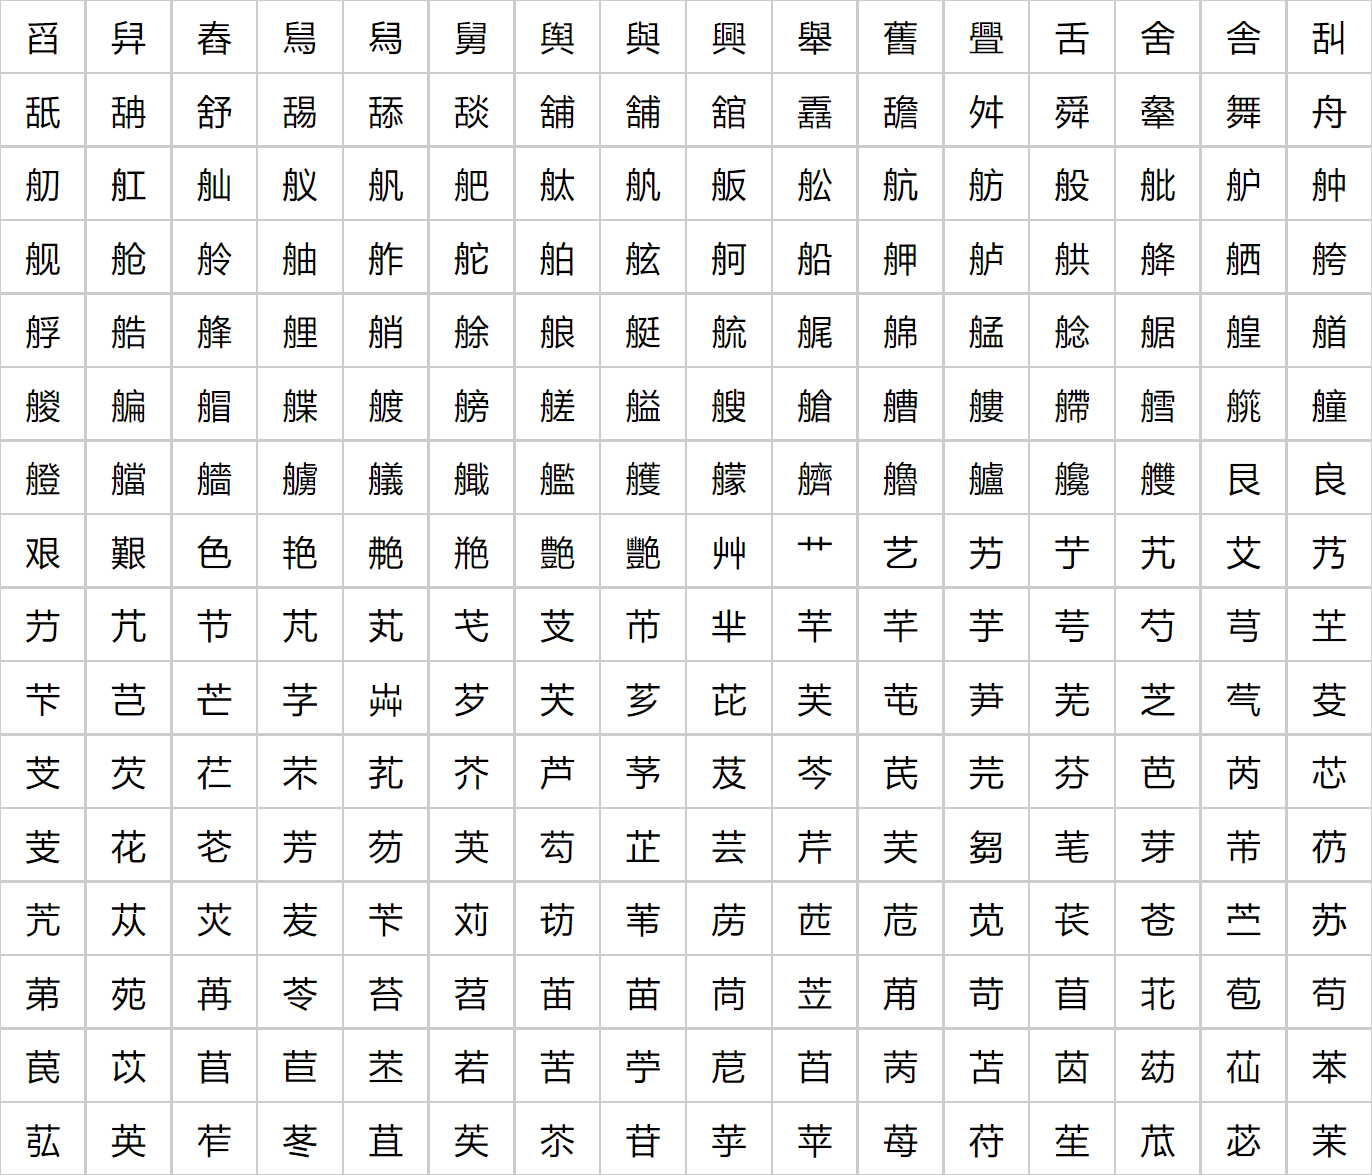 舀 舁 舂 舃 舄 舅 舆 與 興 舉 舊 舋 舌 舍 舎 舏
舐 舑 舒 舓 舔 舕 舖 舗 舘 舙 舚 舛 舜 舝 舞 舟
舠 舡 舢 舣 舤 舥 舦 舧 舨 舩 航 舫 般 舭 舮 舯
舰 舱 舲 舳 舴 舵 舶 舷 舸 船 舺 舻 舼 舽 舾 舿
艀 艁 艂 艃 艄 艅 艆 艇 艈 艉 艊 艋 艌 艍 艎 艏
艐 艑 艒 艓 艔 艕 艖 艗 艘 艙 艚 艛 艜 艝 艞 艟
艠 艡 艢 艣 艤 艥 艦 艧 艨 艩 艪 艫 艬 艭 艮 良
艰 艱 色 艳 艴 艵 艶 艷 艸 艹 艺 艻 艼 艽 艾 艿
芀 芁 节 芃 芄 芅 芆 芇 芈 芉 芊 芋 芌 芍 芎 芏
芐 芑 芒 芓 芔 芕 芖 芗 芘 芙 芚 芛 芜 芝 芞 芟
芠 芡 芢 芣 芤 芥 芦 芧 芨 芩 芪 芫 芬 芭 芮 芯
芰 花 芲 芳 芴 芵 芶 芷 芸 芹 芺 芻 芼 芽 芾 芿
苀 苁 苂 苃 苄 苅 苆 苇 苈 苉 苊 苋 苌 苍 苎 苏
苐 苑 苒 苓 苔 苕 苖 苗 苘 苙 苚 苛 苜 苝 苞 苟
苠 苡 苢 苣 苤 若 苦 苧 苨 苩 苪 苫 苬 苭 苮 苯
苰 英 苲 苳 苴 苵 苶 苷 苸 苹 苺 苻 苼 苽 苾 苿